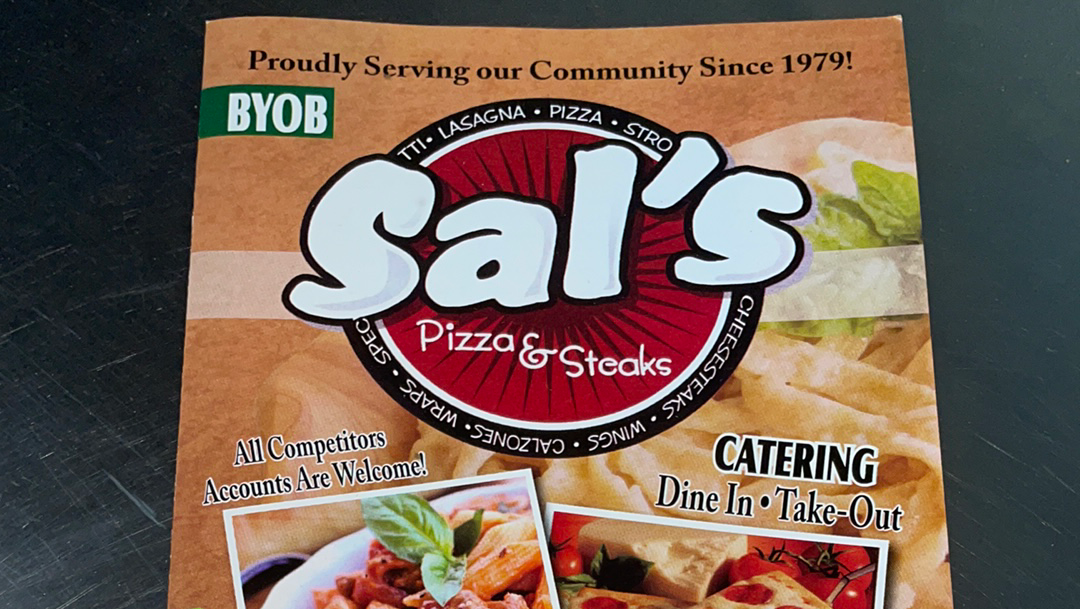 Proudly Serving our Community Since 1979!
BYOB
LASAGNA • PIZZA •
Sal's
Pizza & Steaks
CHEESESTEAKS • WINGS • CALZONES • WRAPS •
All Competitors
Accounts Are Welcome!
CATERING
Dine In • Take-Out